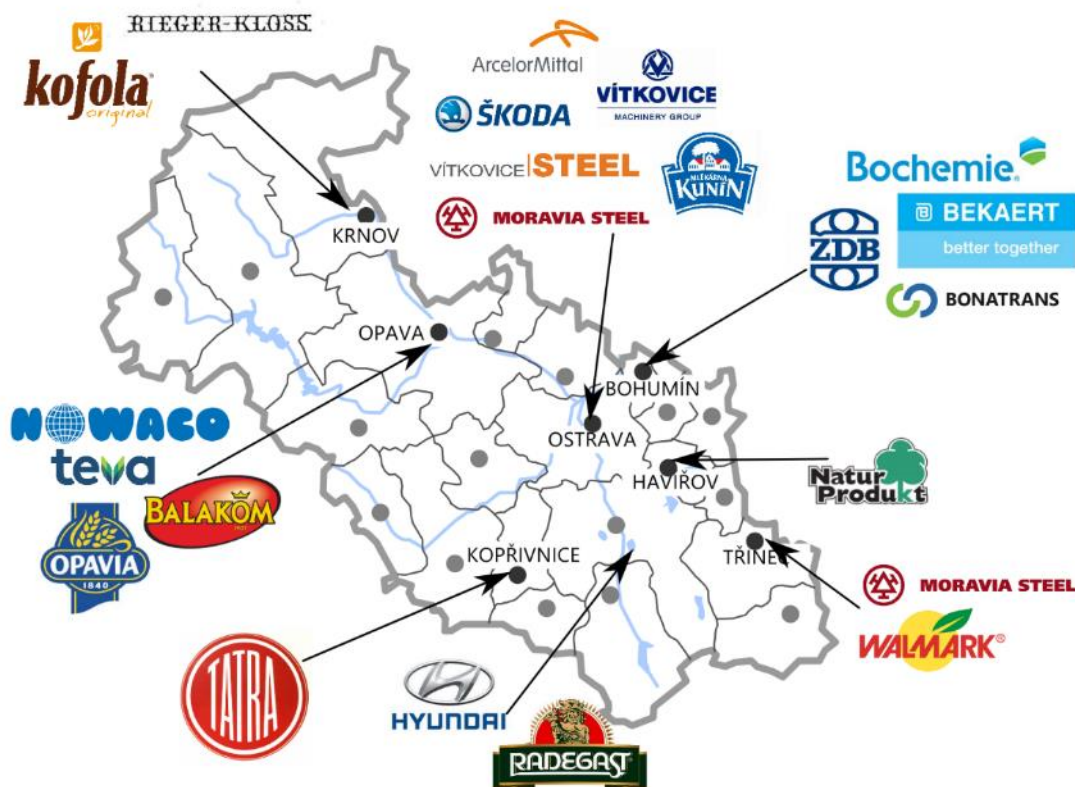 RIEGER-KLOSS
kofola
original
ArcelorMittal
ŠKODA
VÍTKOVICE
MACHINERY GROUP
VÍTKOVICE STEEL
MLÉKÁRNA
KUNÍN
MORAVIA STEEL
Bochemie
ZDB
BEKAERT
better together
BONATRANS
KRNOV
OPAVA
BOHUMÍN
OSTRAVA
HAVÍŘOV
KOPŘIVNICE
TŘINEC
NOWACO
teva
BALAKOM
OPAVIA
1840
Natur
Produkt
MORAVIA STEEL
WALMARK®
TATRA
HYUNDAI
RADEGAST